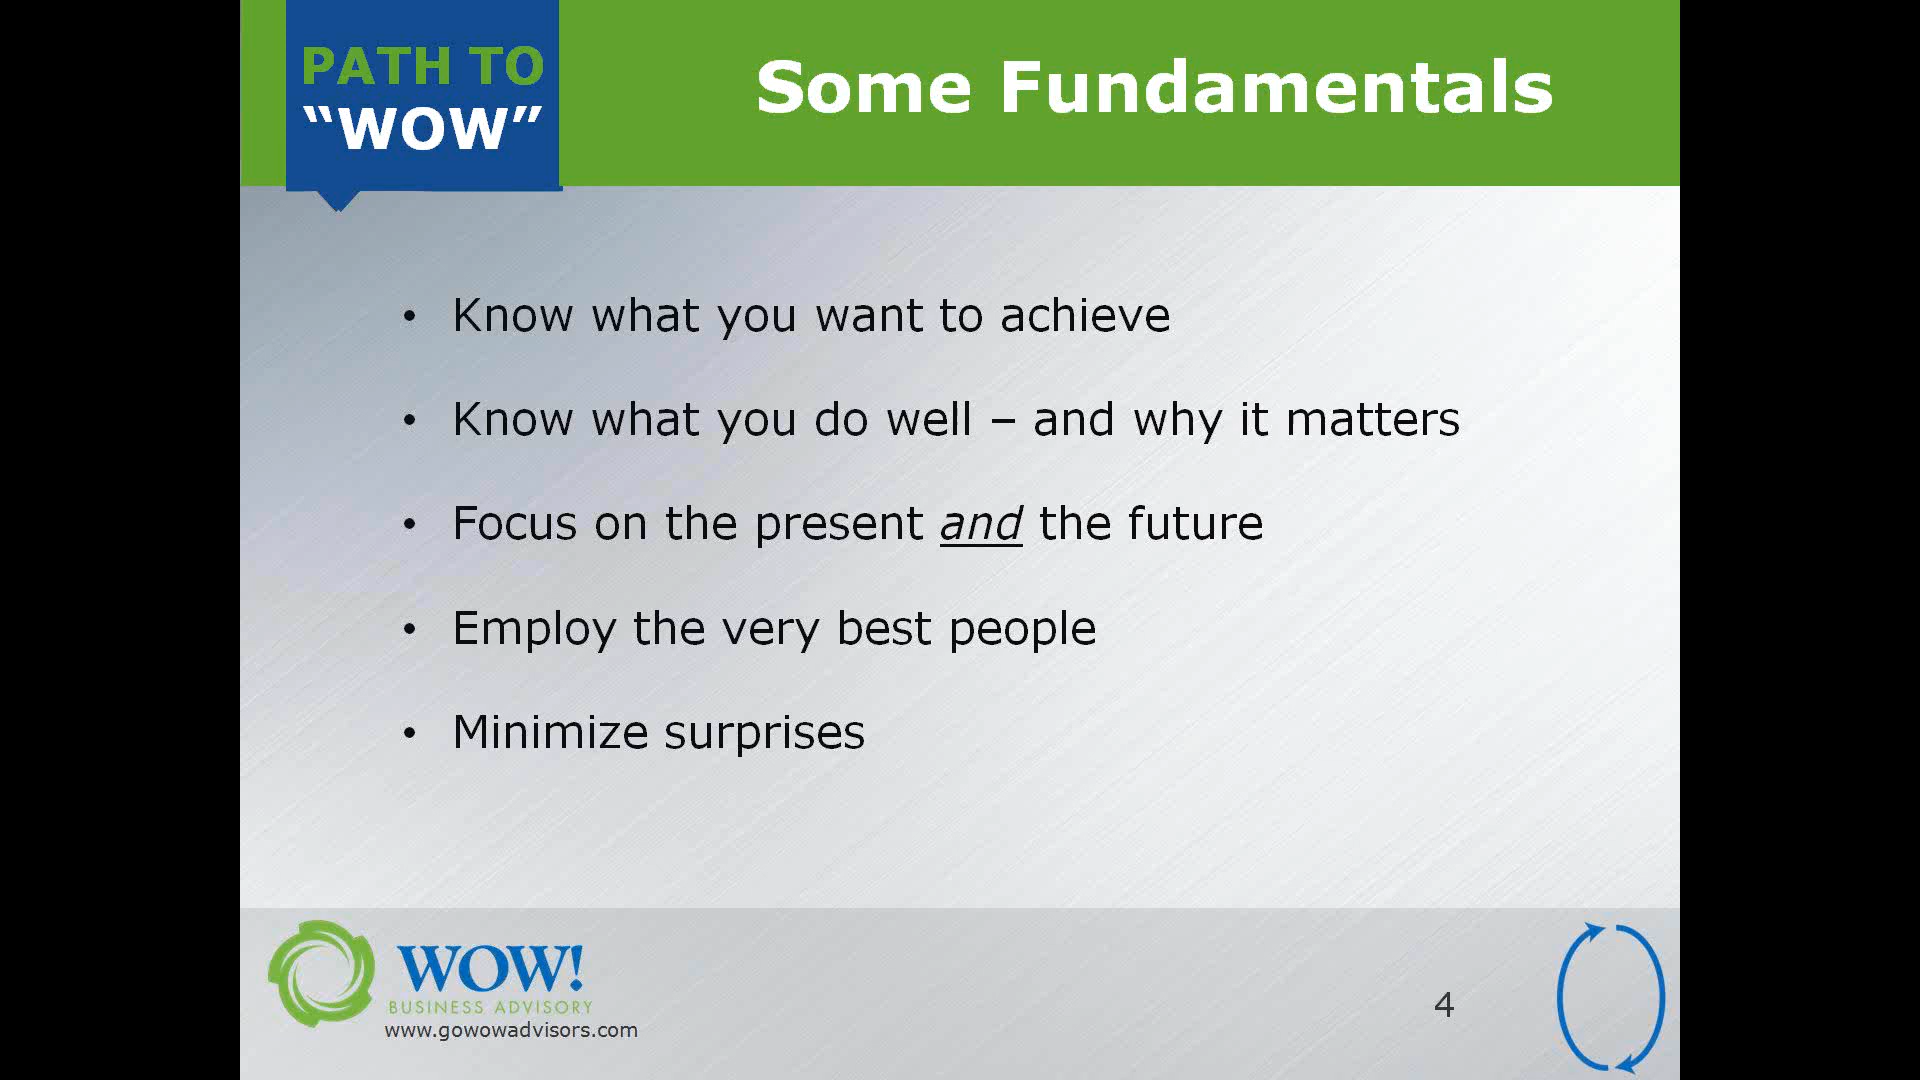 PATH TO
“WOW”
Some Fundamentals
• Know what you want to achieve
• Know what you do well – and why it matters
• Focus on the present and the future
• Employ the very best people
• Minimize surprises
WOW!
BUSINESS ADVISORY
www.gowowadvisors.com
4